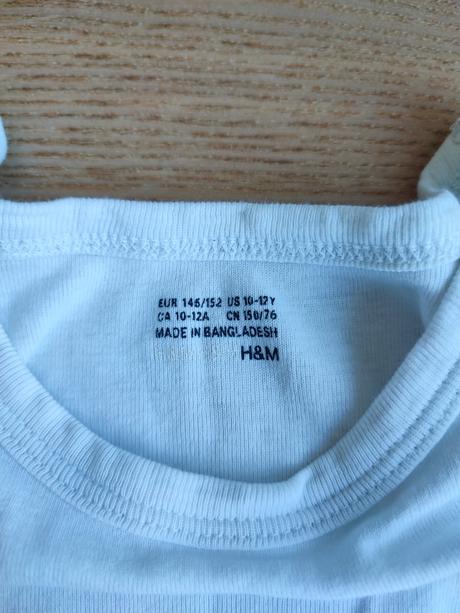 EUR 146/152 US 10-12Y
CA 10-12A CN 150/76
MADE IN BANGLADESH
H&M